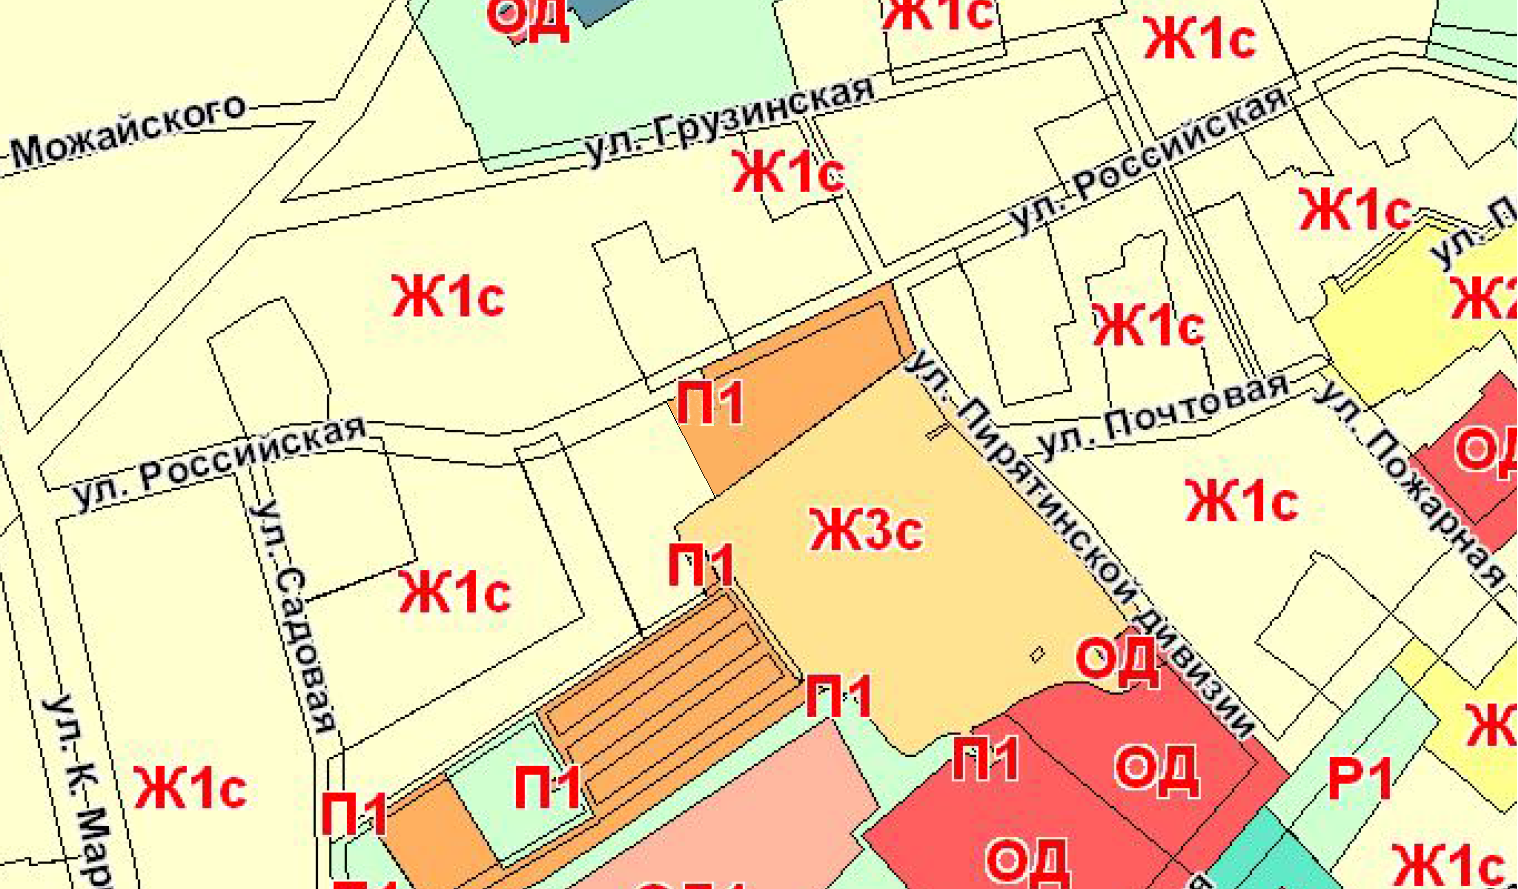 ОД
Ж1с
Ж1с
Можайского
ул. Грузинская
ул. Российская
Ж1с
Ж1с
ул. П
Ж1с
Ж2
Ж1с
П1
ул. Почтовая
ул. Российская
ул. Пирятинской дивизии
ул. Пожарная
ОД
Ж1с
Ж3с
ул. Садовая
П1
Ж1с
ОД
П1
Ж
П1
ОД
Р1
ул. К. Мар
Ж1с
П1
П1
ОД
Ж1с